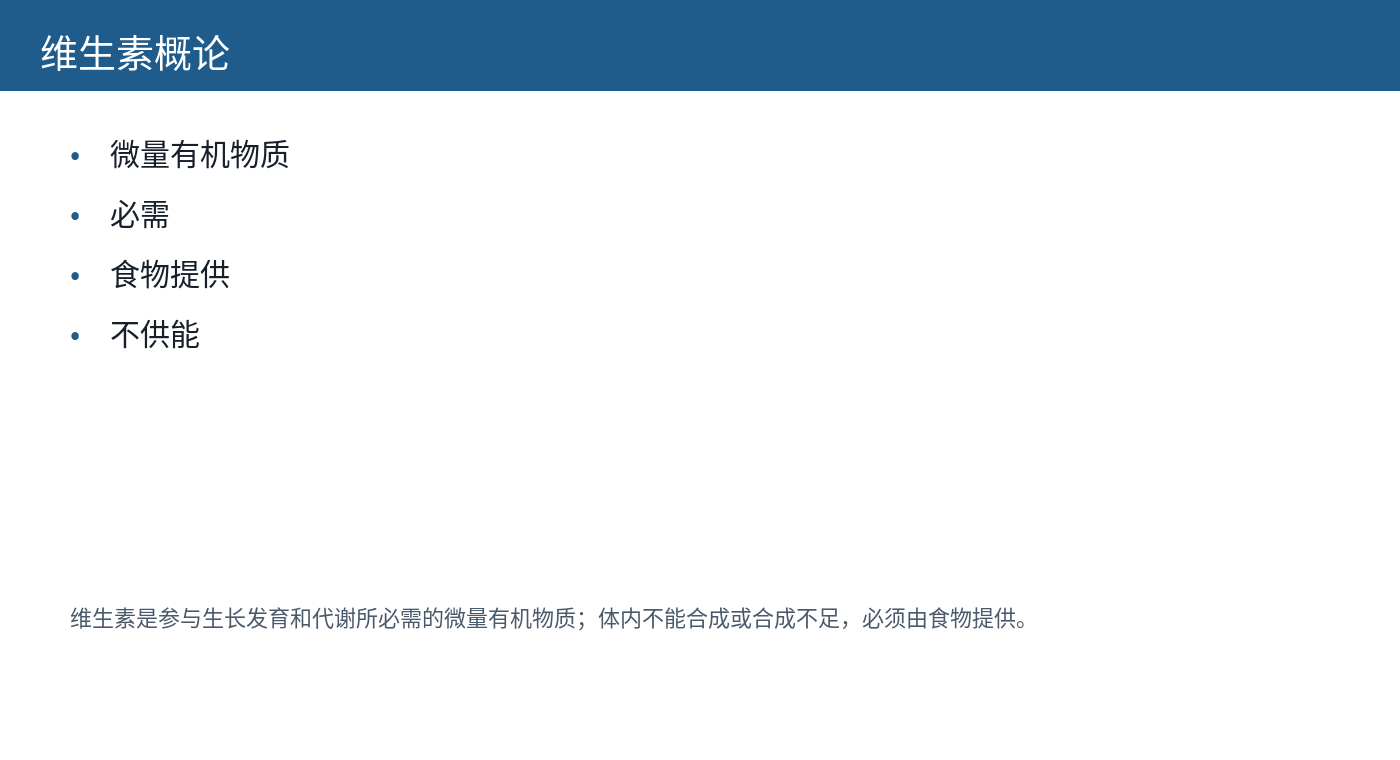 维生素概论
• 微量有机物质
• 必需
• 食物提供
• 不供能
维生素是参与生长发育和代谢所必需的微量有机物质；体内不能合成或合成不足，必须由食物提供。